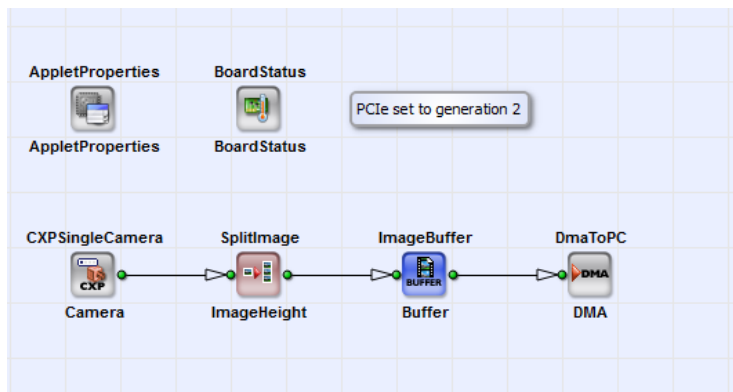 AppletProperties
BoardStatus
AppletProperties
BoardStatus
PCIe set to generation 2
CXPSingleCamera
SplitImage
ImageBuffer
DmaToPC
CXP
BUFFER
DMA
Camera
ImageHeight
Buffer
DMA